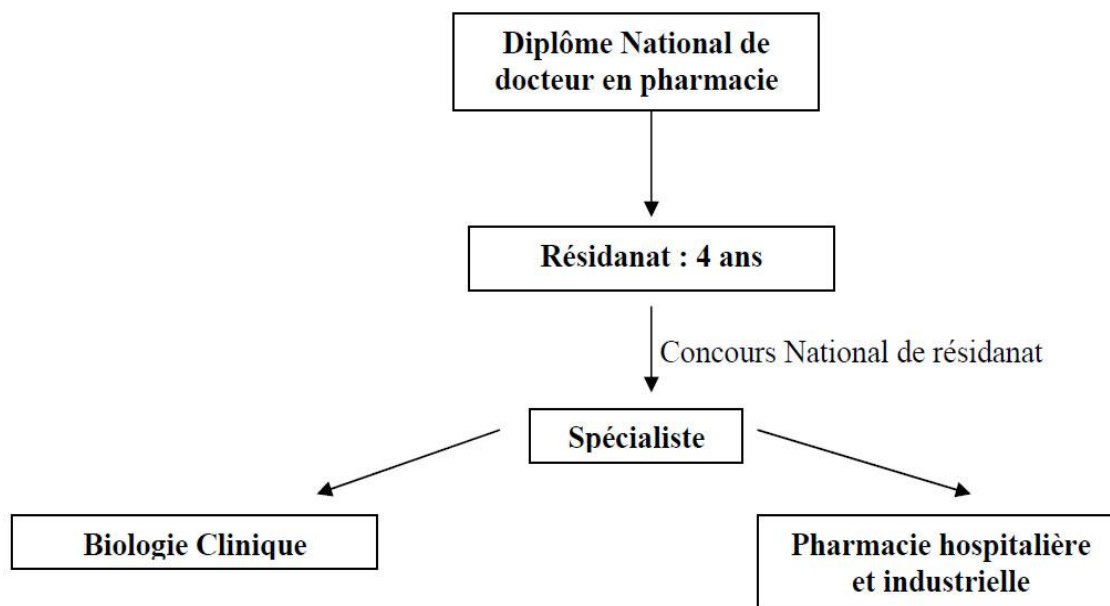 Diplôme National de
docteur en pharmacie
Résidanat : 4 ans
Concours National de résidanat
Spécialiste
Biologie Clinique
Pharmacie hospitalière
et industrielle